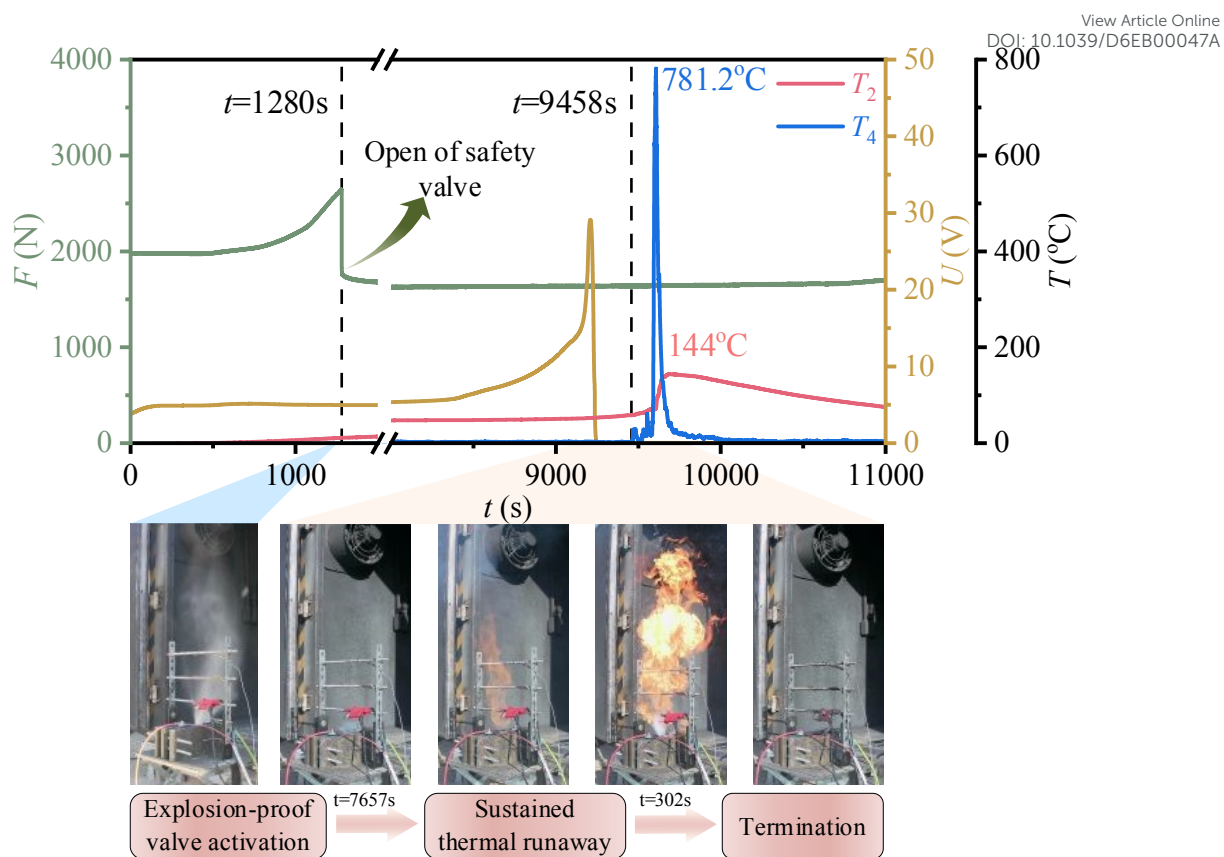 View Article Online
DOI: 10.1039/D6EB00047A
4000
3000
2000
1000
0
F (N)
t=1280s
Open of safety
valve
t=9458s
781.2°C
T2
T4
144°C
50
40
30
20
10
0
U (V)
800
600
400
200
0
T (°C)
0
1000
9000
10000
11000
t (s)
Explosion-proof
valve activation
t=7657s
Sustained
thermal runaway
t=302s
Termination